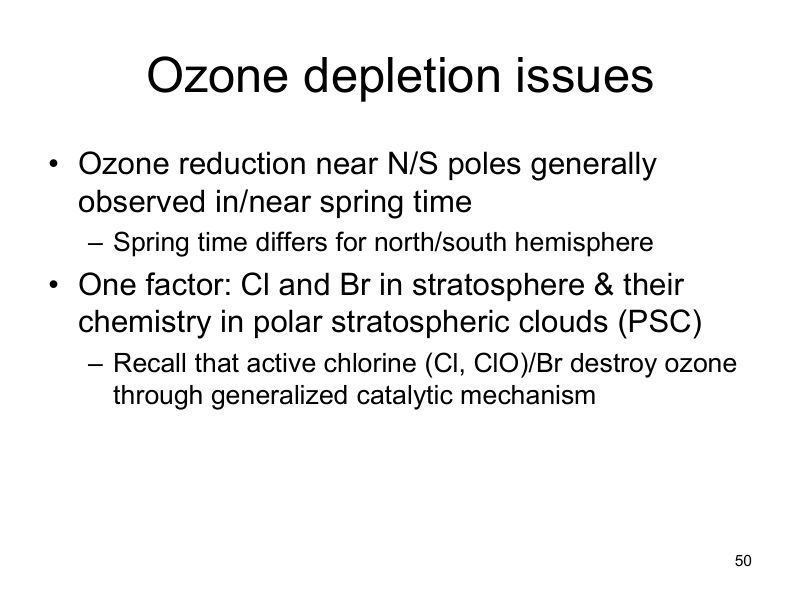 Ozone depletion issues
• Ozone reduction near N/S poles generally
observed in/near spring time
– Spring time differs for north/south hemisphere
• One factor: Cl and Br in stratosphere & their
chemistry in polar stratospheric clouds (PSC)
– Recall that active chlorine (Cl, ClO)/Br destroy ozone
through generalized catalytic mechanism
50